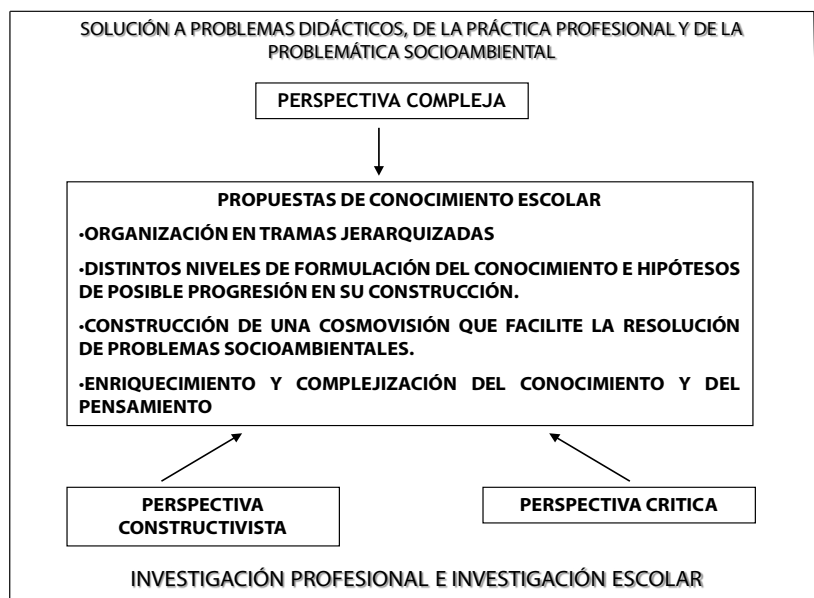 SOLUCIÓN A PROBLEMAS DIDÁCTICOS, DE LA PRÁCTICA PROFESIONAL Y DE LA
PROBLEMÁTICA SOCIOAMBIENTAL
PERSPECTIVA COMPLEJA
PROPUESTAS DE CONOCIMIENTO ESCOLAR
•ORGANIZACIÓN EN TRAMAS JERARQUIZADAS
•DISTINTOS NIVELES DE FORMULACIÓN DEL CONOCIMIENTO E HIPÓTESOS
DE POSIBLE PROGRESIÓN EN SU CONSTRUCCIÓN.
•CONSTRUCCIÓN DE UNA COSMOVISIÓN QUE FACILITE LA RESOLUCIÓN
DE PROBLEMAS SOCIOAMBIENTALES.
•ENRIQUECIMIENTO Y COMPLEJIZACIÓN DEL CONOCIMIENTO Y DEL
PENSAMIENTO
PERSPECTIVA
CONSTRUCTIVISTA
PERSPECTIVA CRITICA
INVESTIGACIÓN PROFESIONAL E INVESTIGACIÓN ESCOLAR